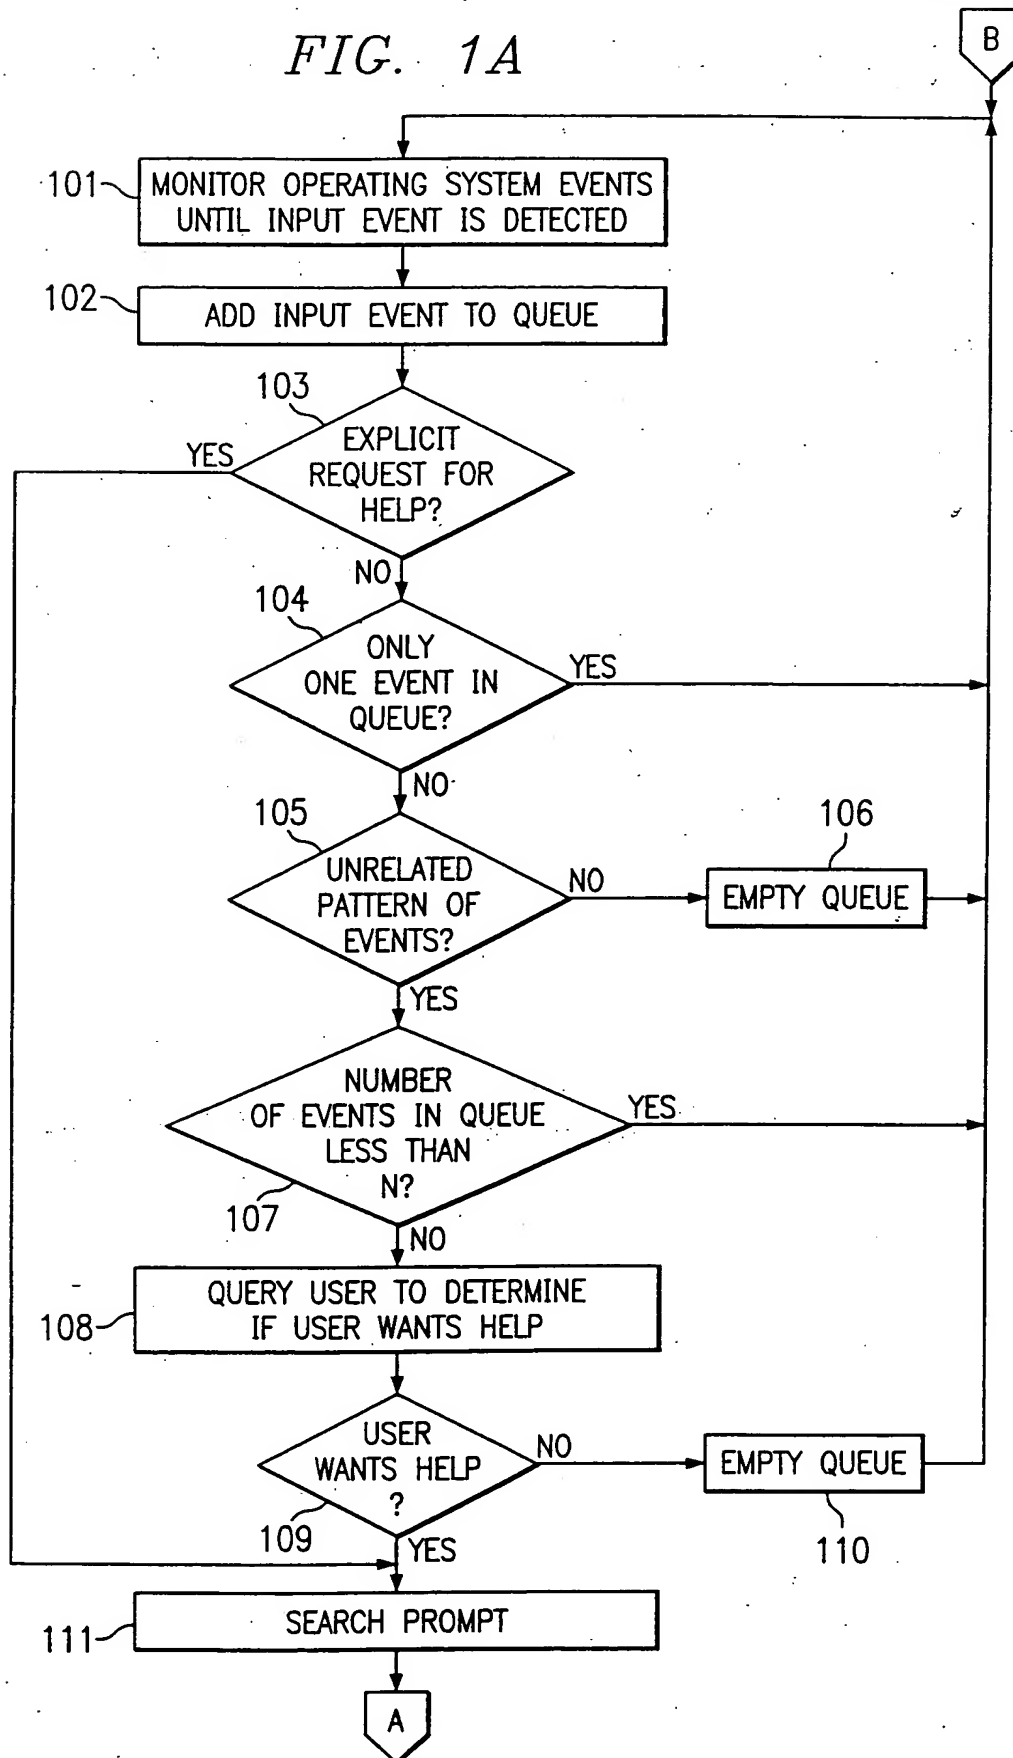 FIG. 1A
B
101
MONITOR OPERATING SYSTEM EVENTS
UNTIL INPUT EVENT IS DETECTED
102
ADD INPUT EVENT TO QUEUE
103
EXPLICIT
REQUEST FOR
HELP?
YES
NO
104
ONLY
ONE EVENT IN
QUEUE?
YES
NO
105
UNRELATED
PATTERN OF
EVENTS?
NO
106
EMPTY QUEUE
YES
NUMBER
OF EVENTS IN QUEUE
LESS THAN
N?
YES
107
NO
QUERY USER TO DETERMINE
IF USER WANTS HELP
108
USER
WANTS HELP
?
NO
EMPTY QUEUE
109
110
YES
SEARCH PROMPT
111
A